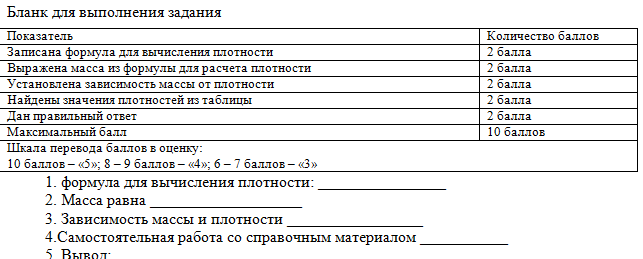 Бланк для выполнения задания
Показатель Количество баллов
Записана формула для вычисления плотности 2 балла
Выражена масса из формулы для расчета плотности 2 балла
Установлена зависимость массы от плотности 2 балла
Найдены значения плотностей из таблицы 2 балла
Дан правильный ответ 2 балла
Максимальный балл 10 баллов
Шкала перевода баллов в оценку:
10 баллов – «5»; 8 – 9 баллов – «4»; 6 – 7 баллов – «3»
1. формула для вычисления плотности: _________________
2. Масса равна ____________________
3. Зависимость массы и плотности __________________
4.Самостоятельная работа со справочным материалом ____________
5. Вывод: